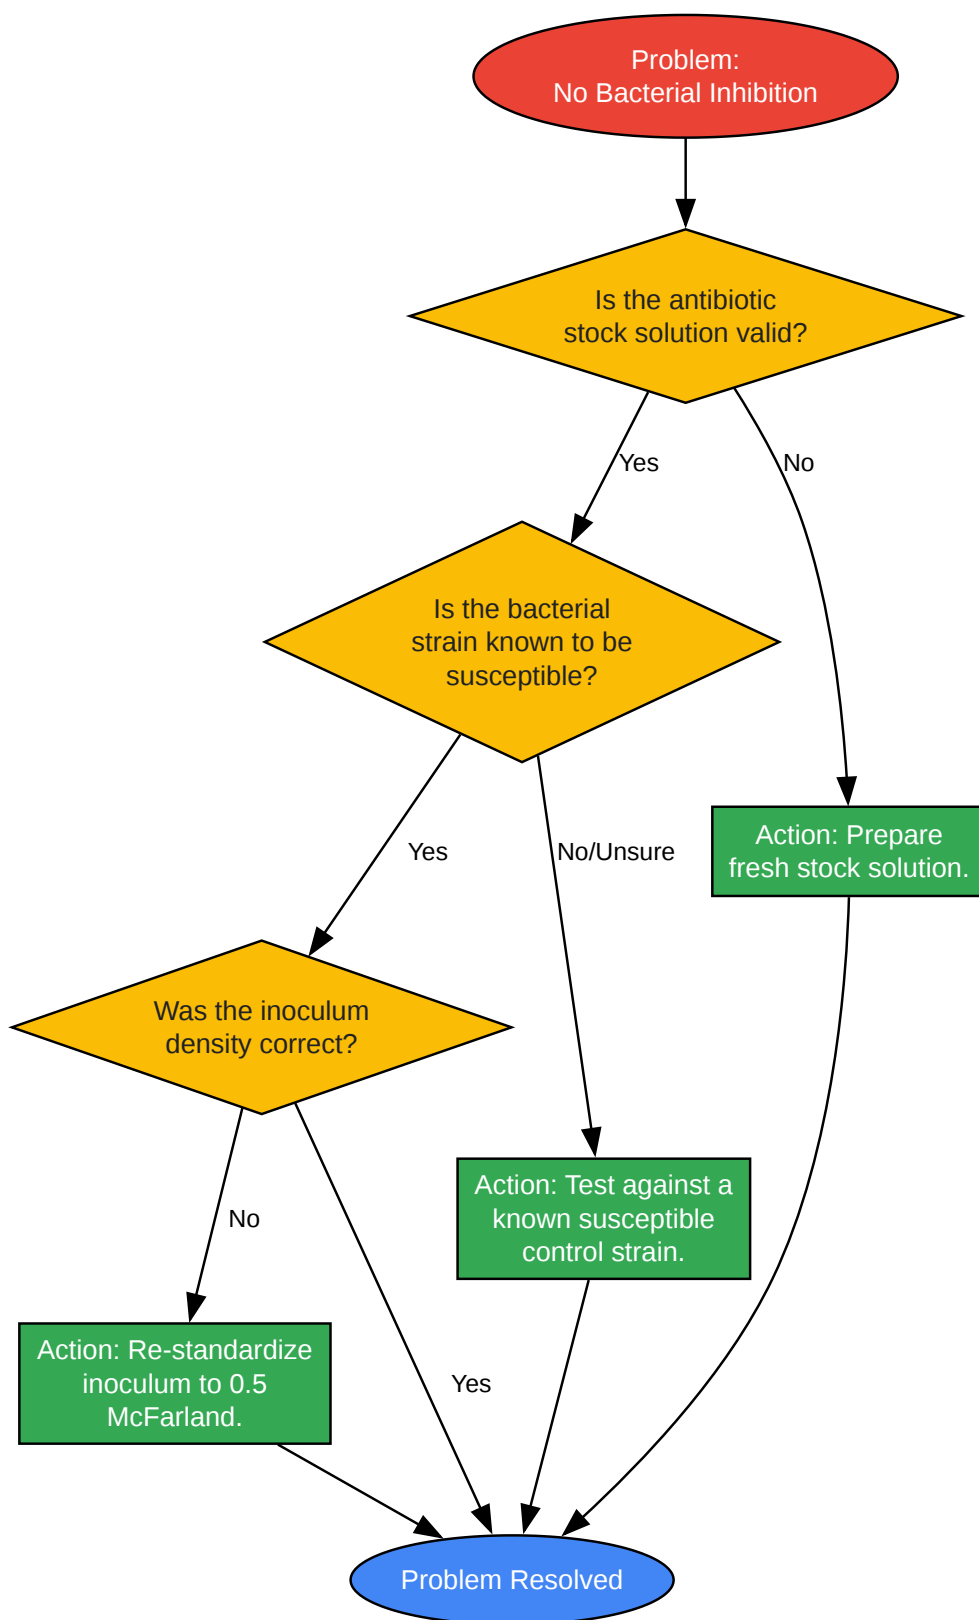 Problem:
No Bacterial Inhibition
Is the antibiotic
stock solution valid?
Yes
No
Is the bacterial
strain known to be
susceptible?
Yes
No/Unsure
Action: Prepare
fresh stock solution.
Was the inoculum
density correct?
No
Yes
Action: Test against a
known susceptible
control strain.
Action: Re-standardize
inoculum to 0.5
McFarland.
Problem Resolved